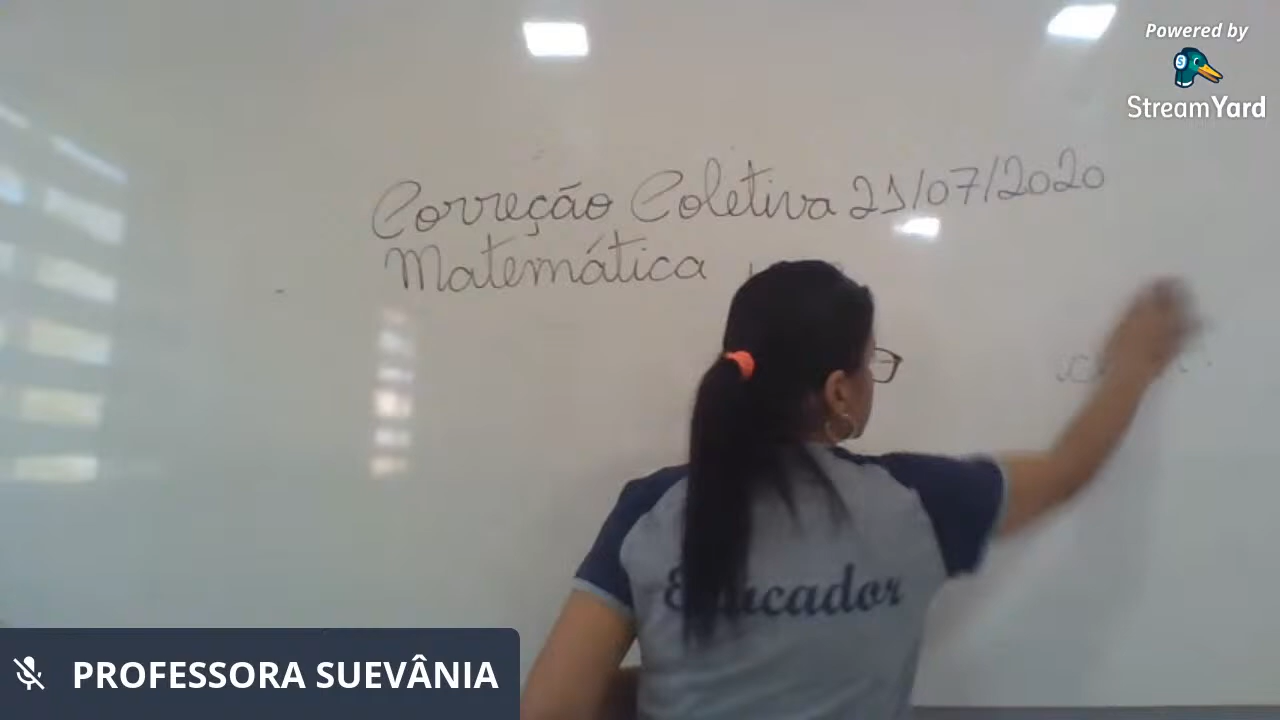 Powered by
StreamYard
Correção Coletiva 21/07/2020
Matemática
Educador
PROFESSORA SUEVÂNIA